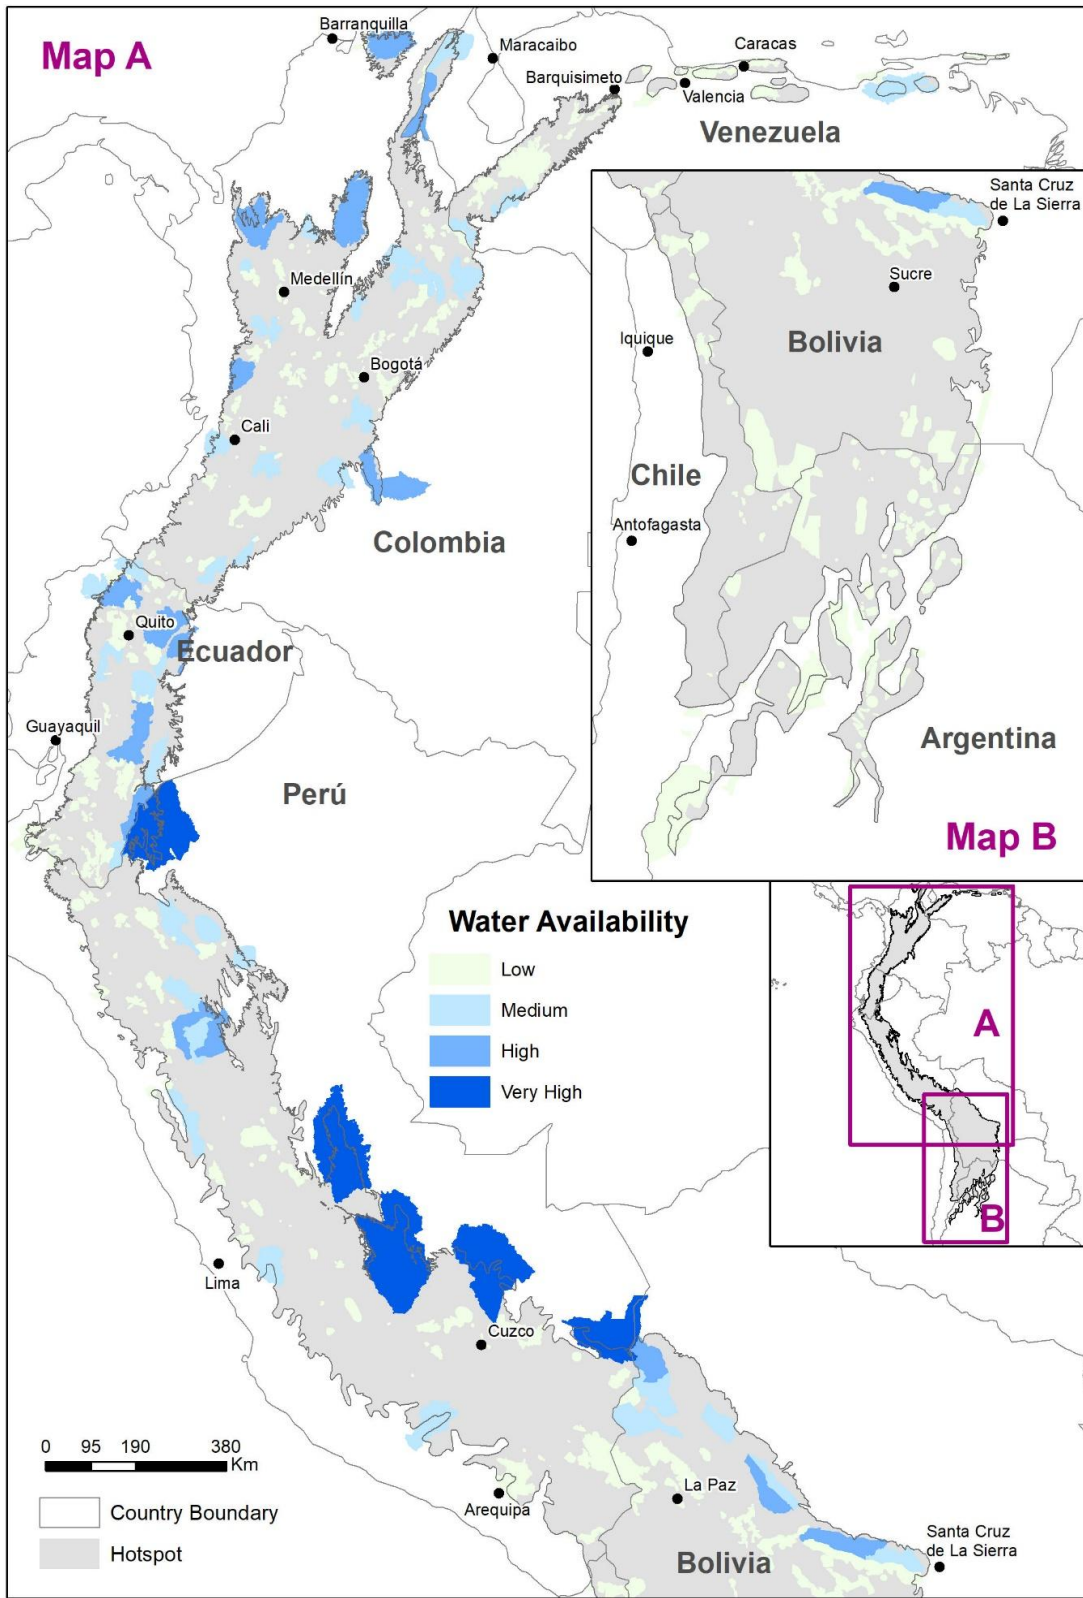 Map A
Barranquilla
Maracaibo
Caracas
Barquisimeto
Valencia
Venezuela
Medellín
Bogotá
Cali
Colombia
Quito
Ecuador
Guayaquil
Perú
Santa Cruz
de La Sierra
Sucre
Bolivia
Iquique
Chile
Antofagasta
Argentina
Map B
Water Availability
Low
Medium
High
Very High
A
B
Lima
Cuzco
0 95 190 380
Km
Country Boundary
Hotspot
Arequipa
La Paz
Bolivia
Santa Cruz
de La Sierra